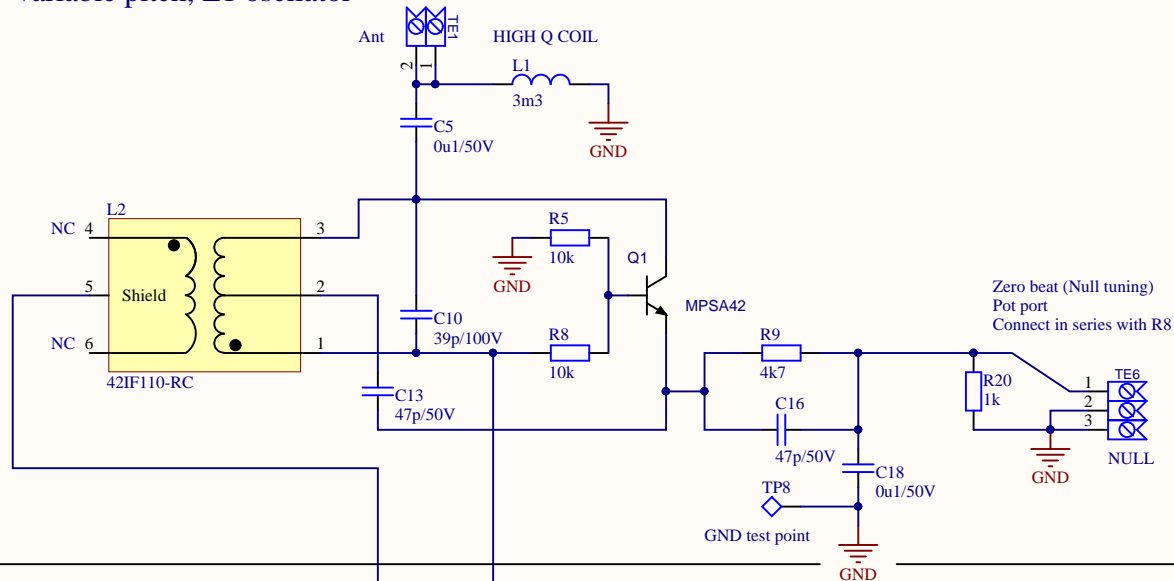 Ant
TE1
2
1
HIGH Q COIL
L1
3m3
GND
C5
0u1/50V
L2
NC 4
3
5
Shield
2
NC 6
1
42IF110-RC
R5
10k
GND
C10
39p/100V
R8
10k
Q1
MPSA42
C13
47p/50V
R9
4k7
C16
47p/50V
C18
0u1/50V
TP8
GND test point
GND
Zero beat (Null tuning)
Pot port
Connect in series with R8
R20
1k
TE6
1
2
3
NULL
GND